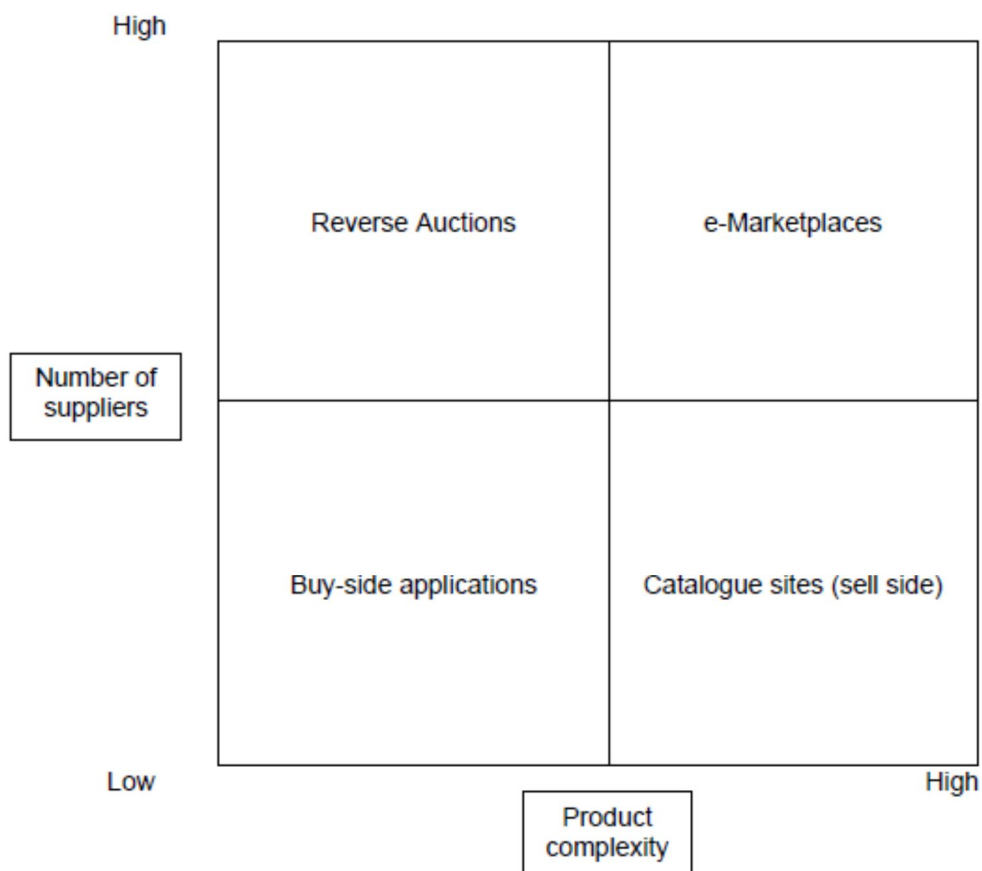 High
Reverse Auctions
e-Marketplaces
Number of
suppliers
Buy-side applications
Catalogue sites (sell side)
Low
High
Product
complexity